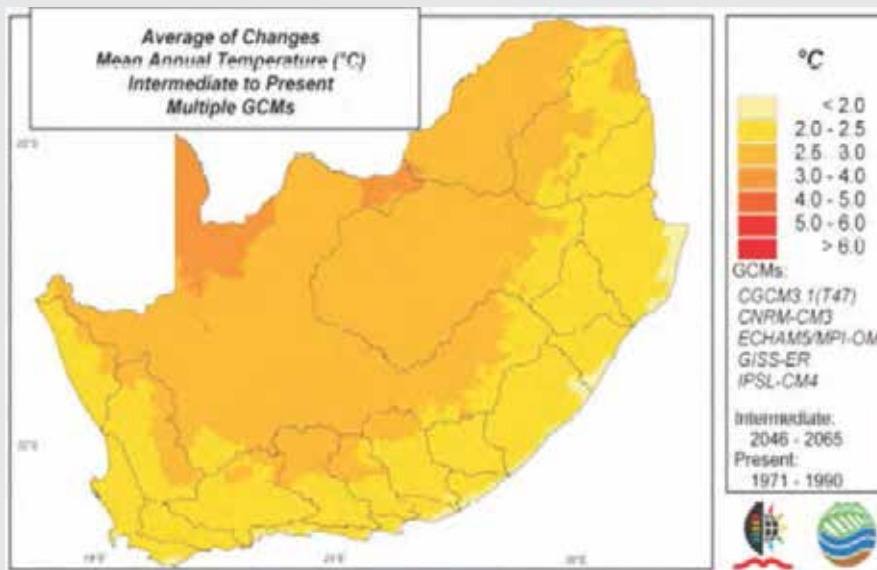 Average of Changes
Mean Annual Temperature (°C)
Intermediate to Present
Multiple GCMs
°C
< 2.0
2.0 - 2.5
2.5 3.0
3.0 - 4.0
4.0 - 5.0
5.0 - 6.0
> 6.0
GCMs:
CGCM3.1(T47)
CNRM-CM3
ECHAM5/MPI-OM
GISS-ER
IPSL-CM4
Intermediate:
2046 - 2065
Present:
1971 - 1990